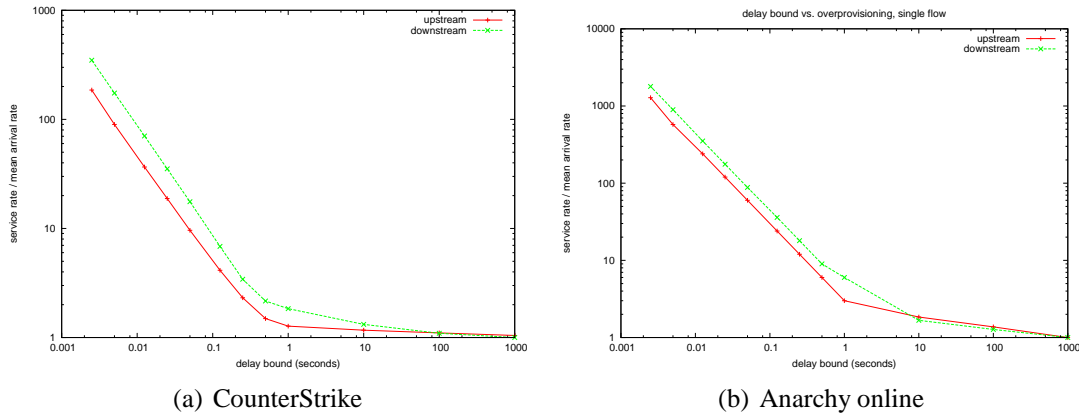 1000
100
10
1
0.001
0.01
0.1
1
10
100
1000
service rate / mean arrival rate
delay bound (seconds)
upstream
downstream
(a) CounterStrike
delay bound vs. overprovisioning, single flow
10000
1000
100
10
1
0.001
0.01
0.1
1
10
100
1000
service rate / mean arrival rate
delay bound (seconds)
upstream
downstream
(b) Anarchy online